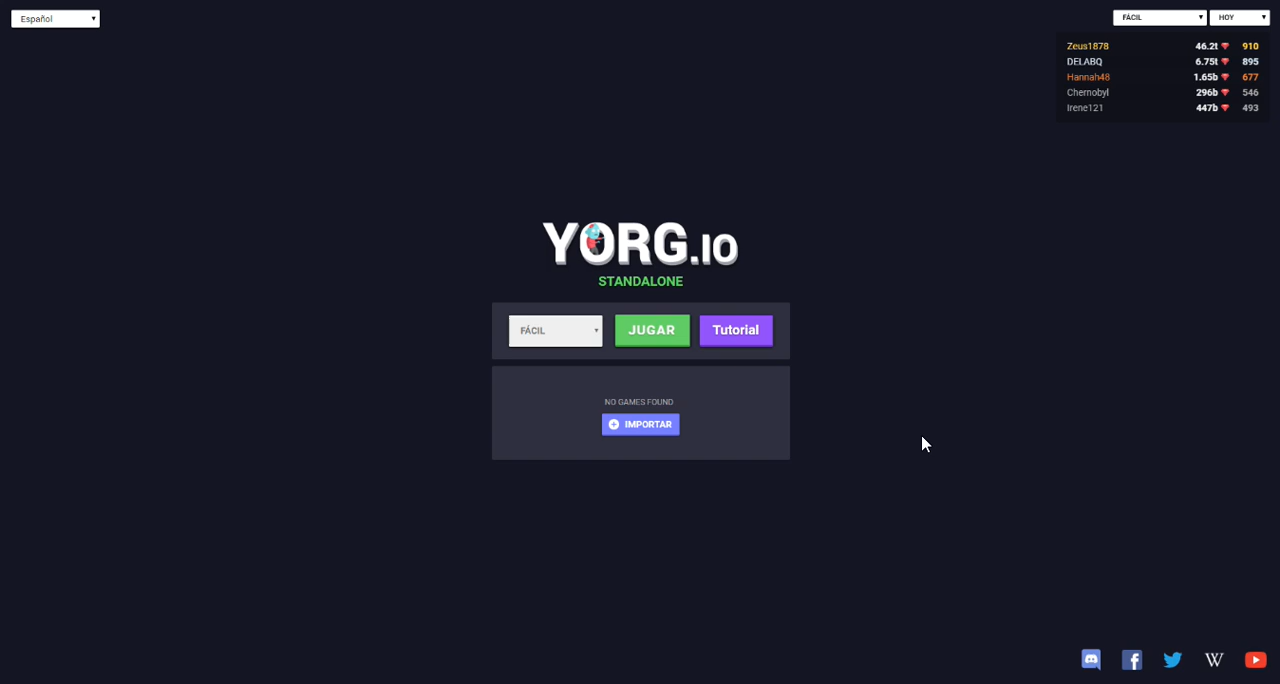 Español
FÁCIL HOY
Zeus1878 46.2t 910
DELABQ 6.75t 895
Hannah48 1.65b 677
Chernobyl 296b 546
Irene121 447b 493
YORG.IO
STANDALONE
FÁCIL JUGAR Tutorial
NO GAMES FOUND
IMPORTAR